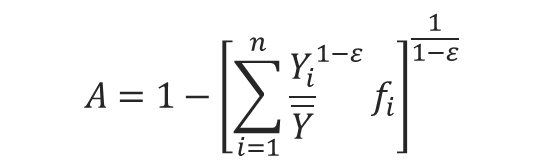 A = 1 − [∑_{i=1}^{n} Y_i^{1−ε} / Y̿ f_i]^{1/(1−ε)}